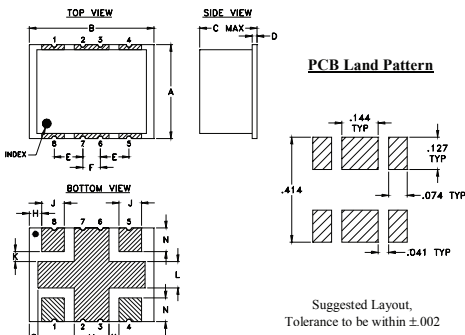 TOP VIEW
B
1 2 3 4
A
INDEX
8 7 6 5
E E
F
SIDE VIEW
C MAX
D
PCB Land Pattern
.144
TYP
.127
TYP
.414
.074 TYP
.041 TYP
Suggested Layout,
Tolerance to be within ±.002
BOTTOM VIEW
H J J
8 7 6 5
N
K
L
N
1 2 3 4